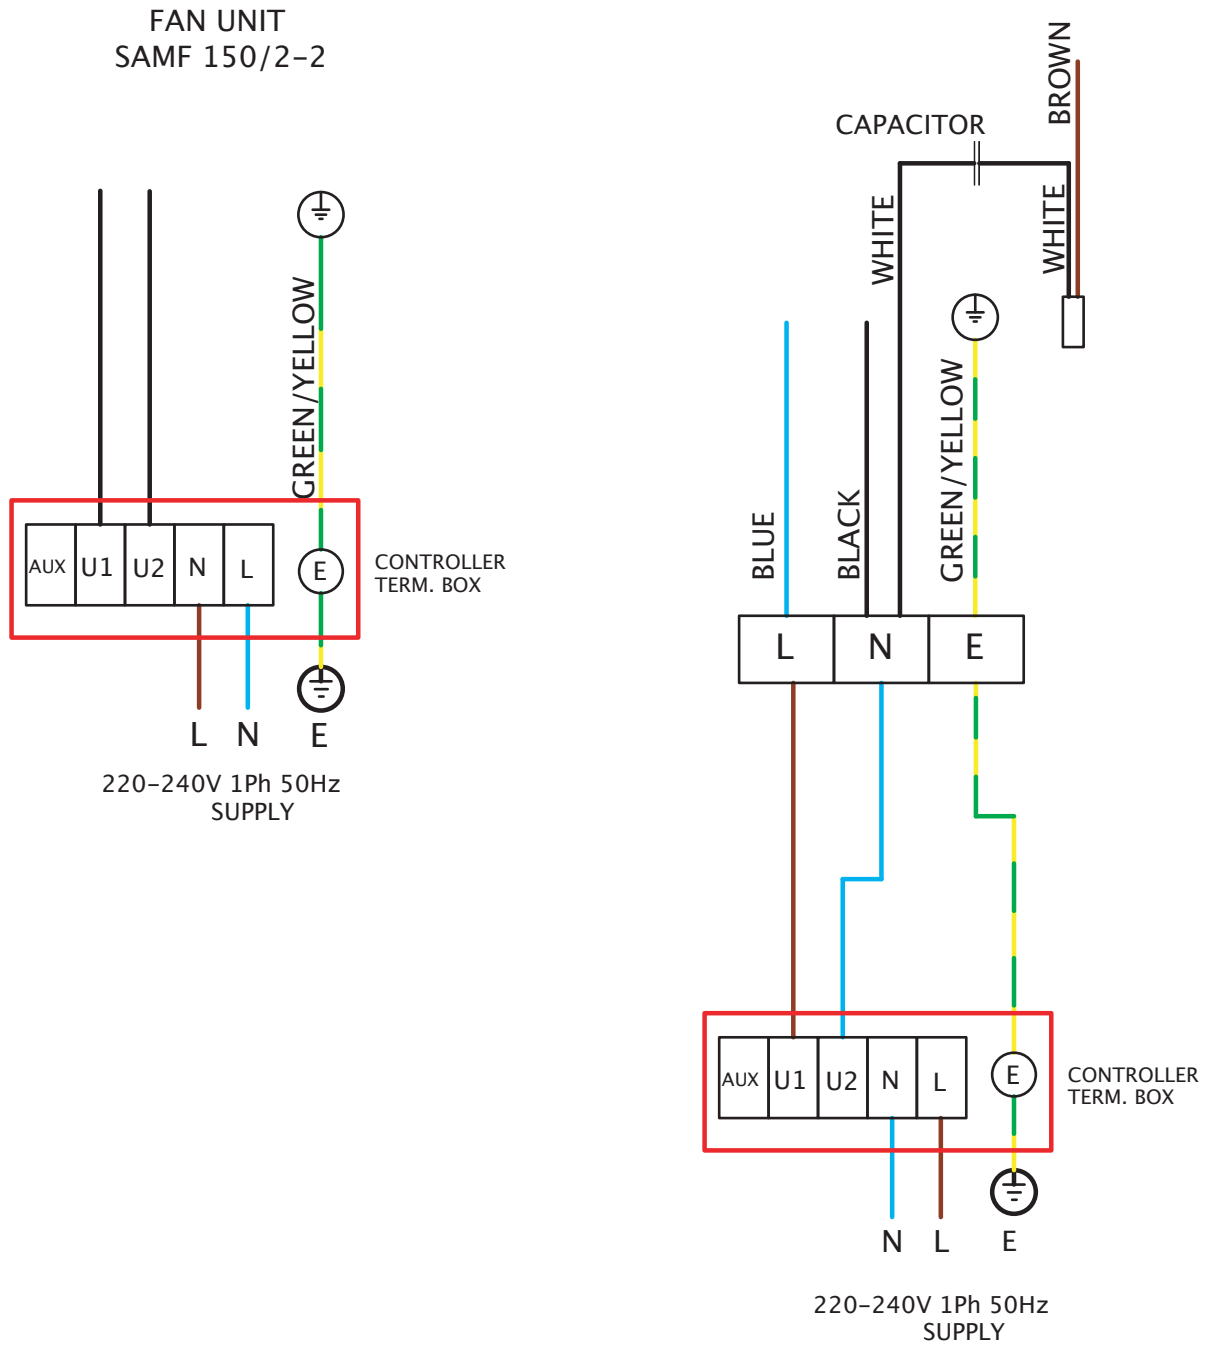 FAN UNIT
SAMF 150/2-2
GREEN/YELLOW
AUX U1 U2 N L E
CONTROLLER
TERM. BOX
L N E
220-240V 1Ph 50Hz
SUPPLY
BROWN
CAPACITOR
WHITE
WHITE
BLUE
BLACK
GREEN/YELLOW
L N E
AUX U1 U2 N L E
CONTROLLER
TERM. BOX
N L E
220-240V 1Ph 50Hz
SUPPLY